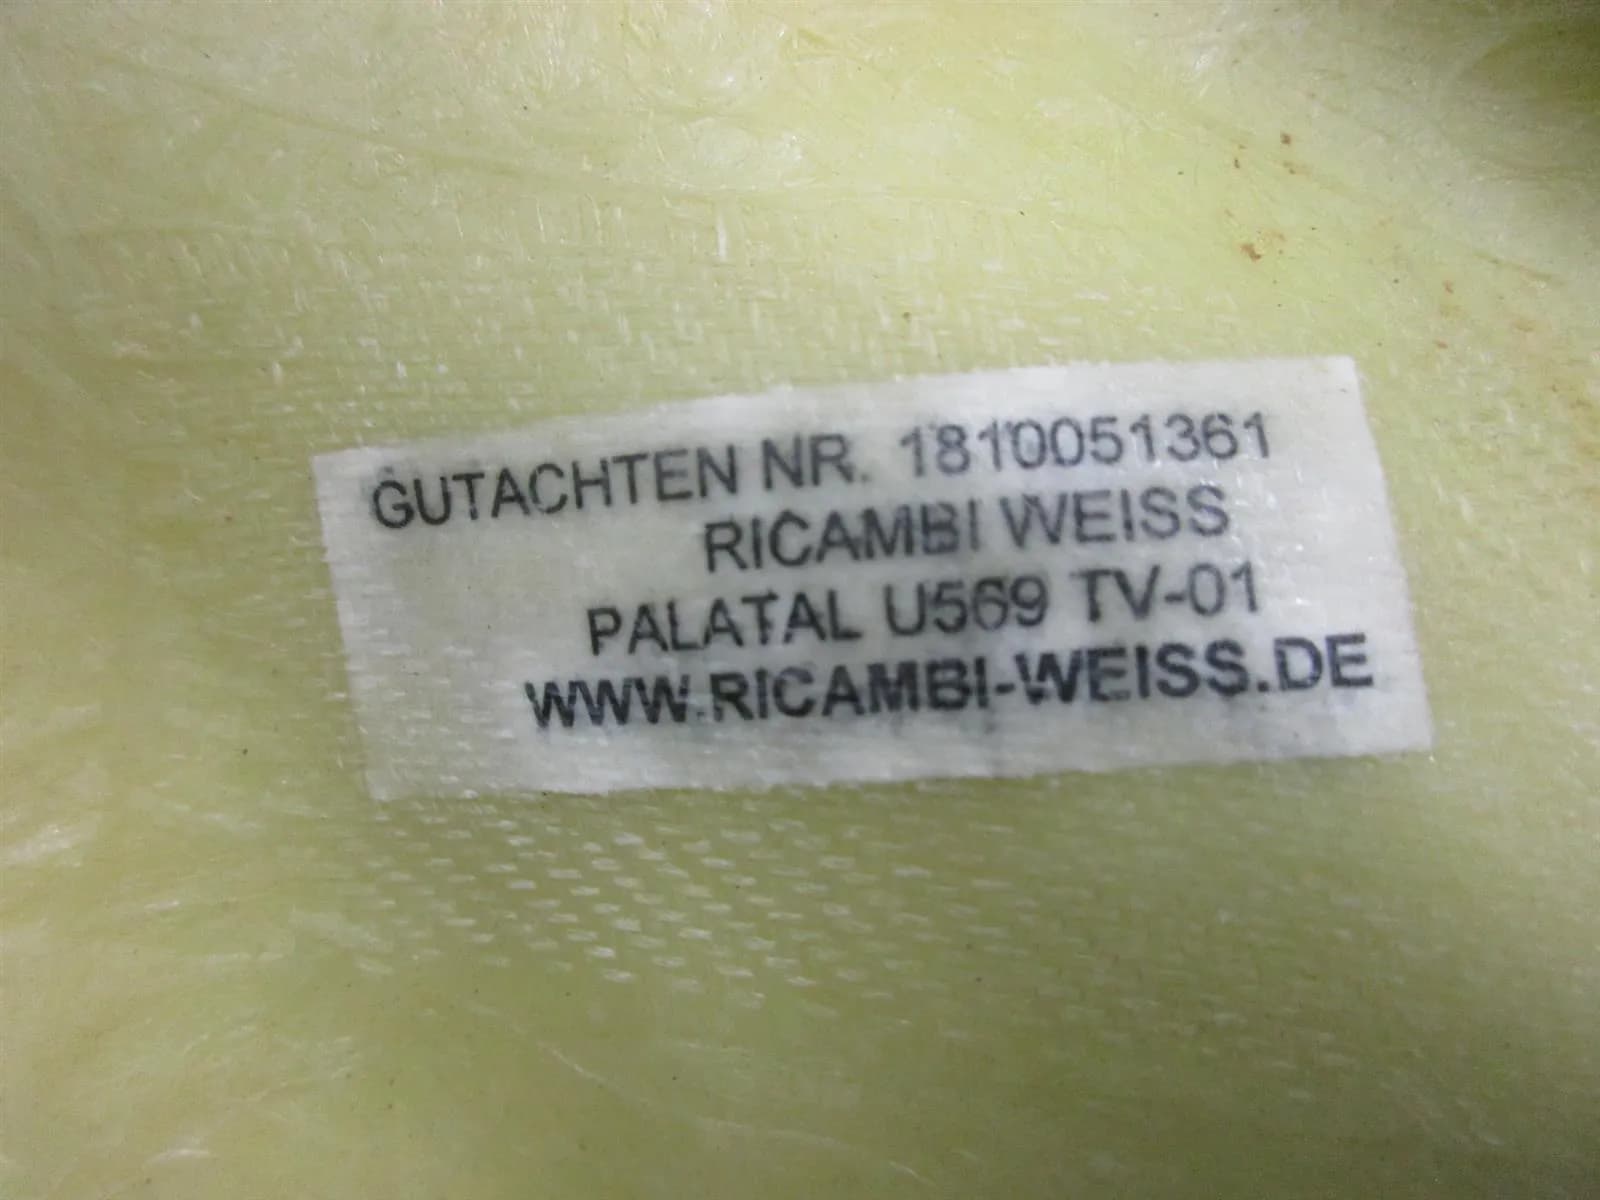 GUTACHTEN NR. 1810051361
RICAMBI WEISS
PALATAL U569 TV-01
WWW.RICAMBI-WEISS.DE